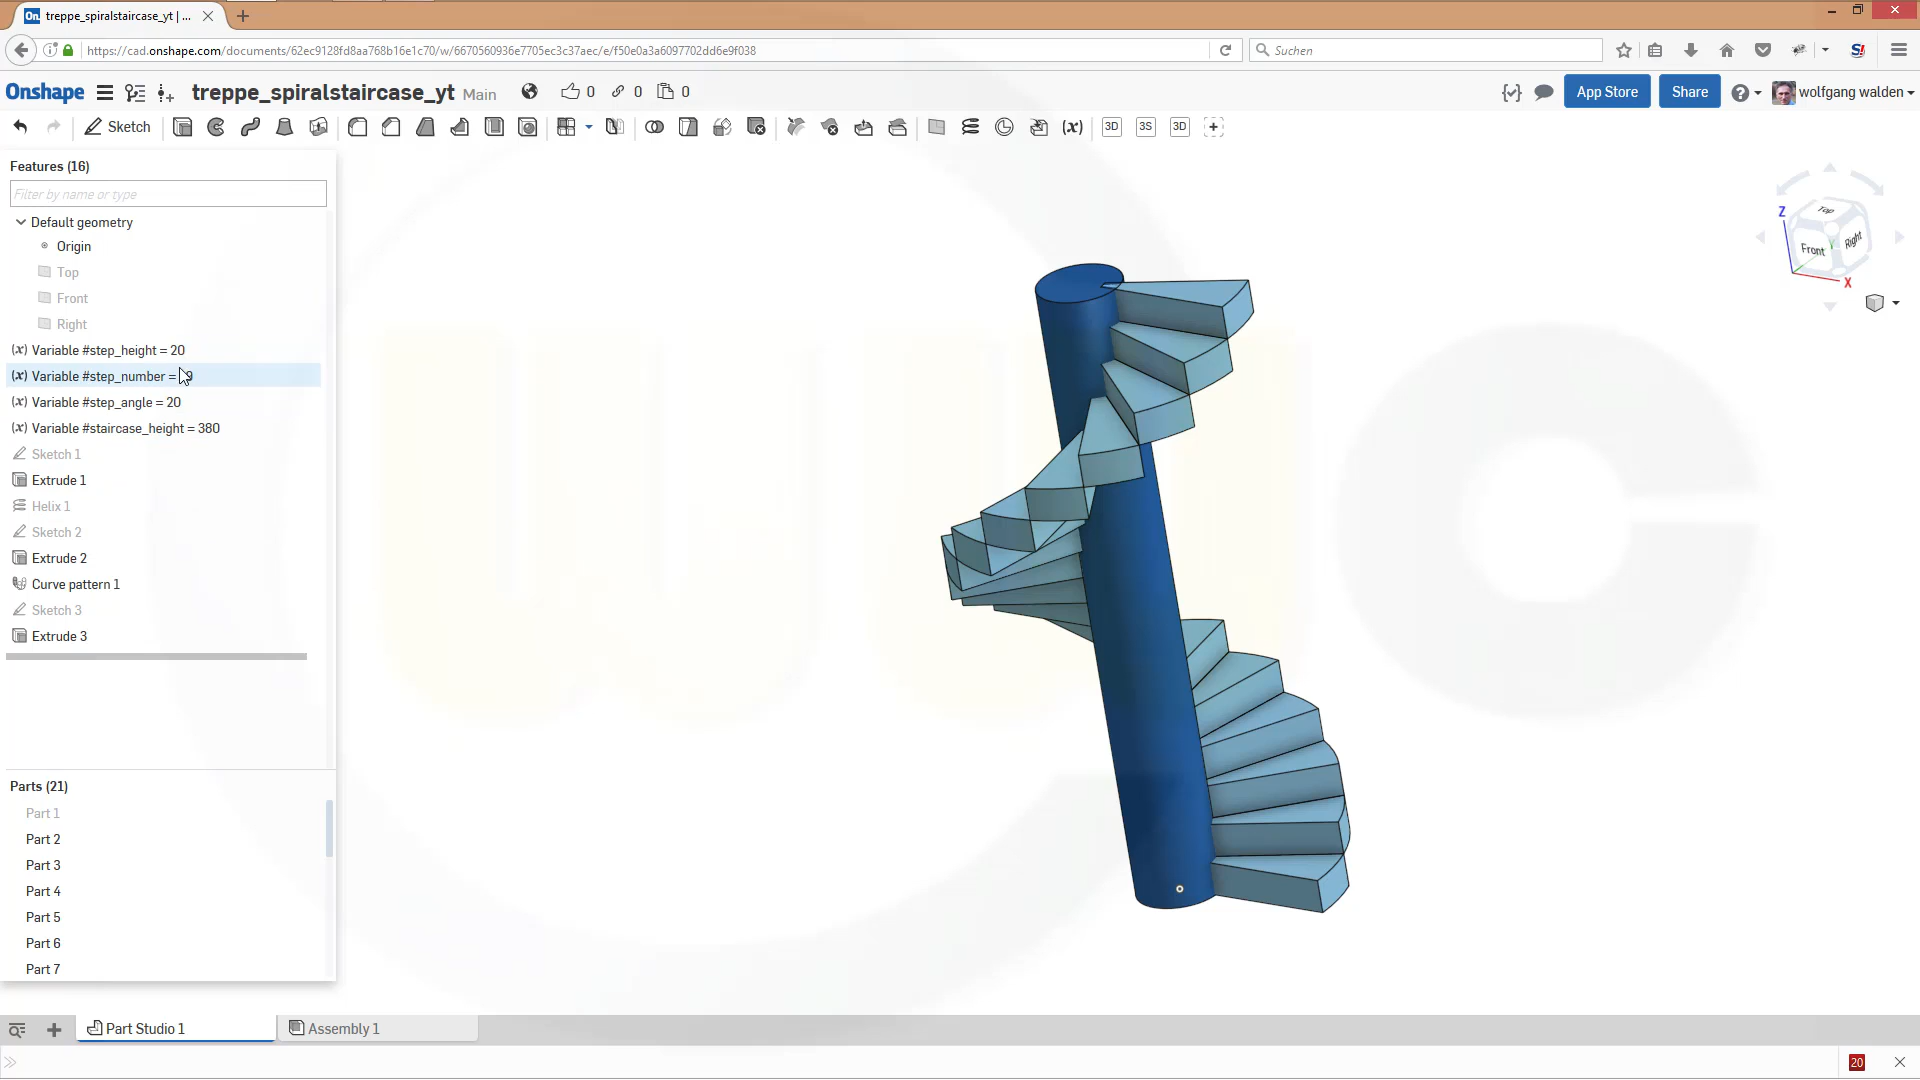 treppe_spiralstaircase_yt | ...
https://cad.onshape.com/documents/62ec9128fd8aa768b16e1c70/w/6670560936e7705ec3c37aec/e/f50e0a3a6097702dd6e9f038
Suchen
Onshape
treppe_spiralstaircase_yt Main
0
0
0
App Store
Share
wolfgang walden
Sketch
(x)
3D
3S
3D
Features (16)
Filter by name or type
Default geometry
Origin
Top
Front
Right
(x) Variable #step_height = 20
(x) Variable #step_number =
(x) Variable #step_angle = 20
(x) Variable #staircase_height = 380
Sketch 1
Extrude 1
Helix 1
Sketch 2
Extrude 2
Curve pattern 1
Sketch 3
Extrude 3
Parts (21)
Part 1
Part 2
Part 3
Part 4
Part 5
Part 6
Part 7
Z
Top
Front
Right
X
Part Studio 1
Assembly 1
20